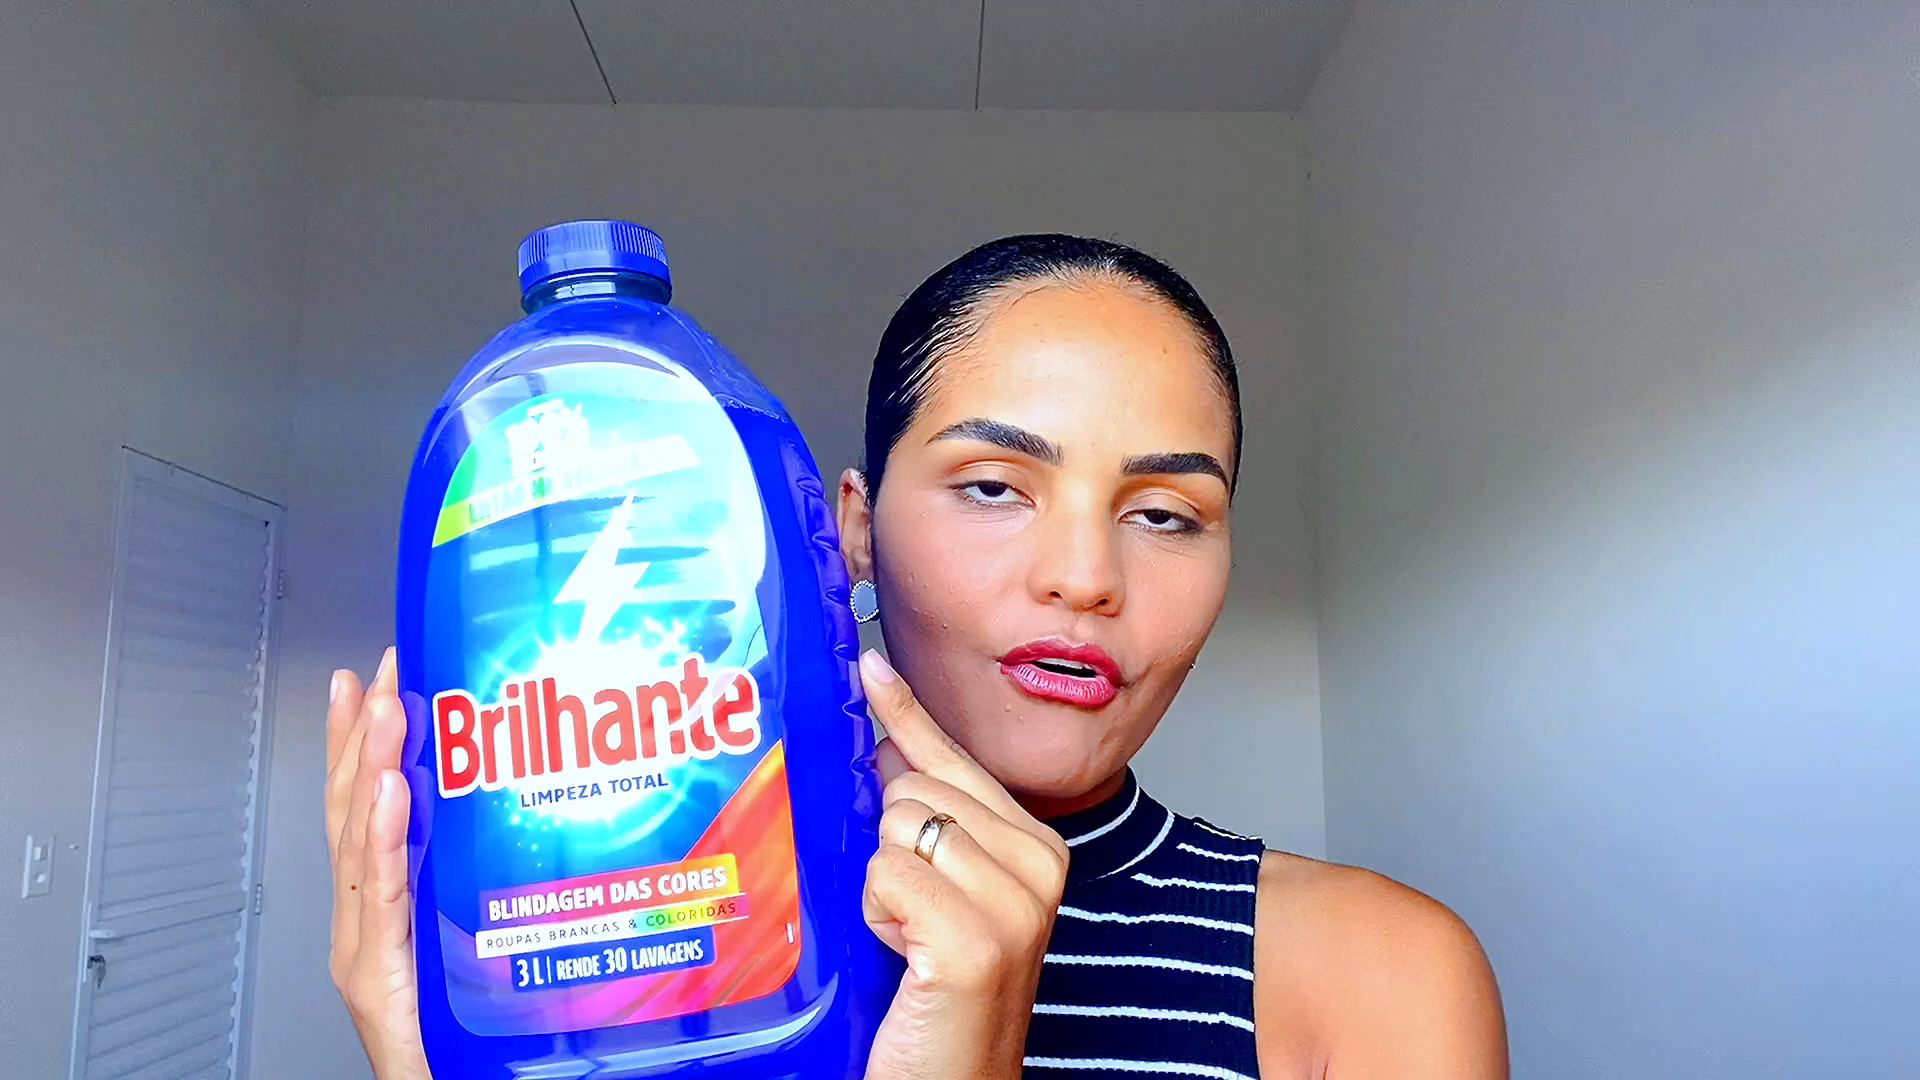 Brilhante
LIMPEZA TOTAL
BLINDAGEM DAS CORES
ROUPAS BRANCAS & COLORIDAS
3 L | RENDE 30 LAVAGENS